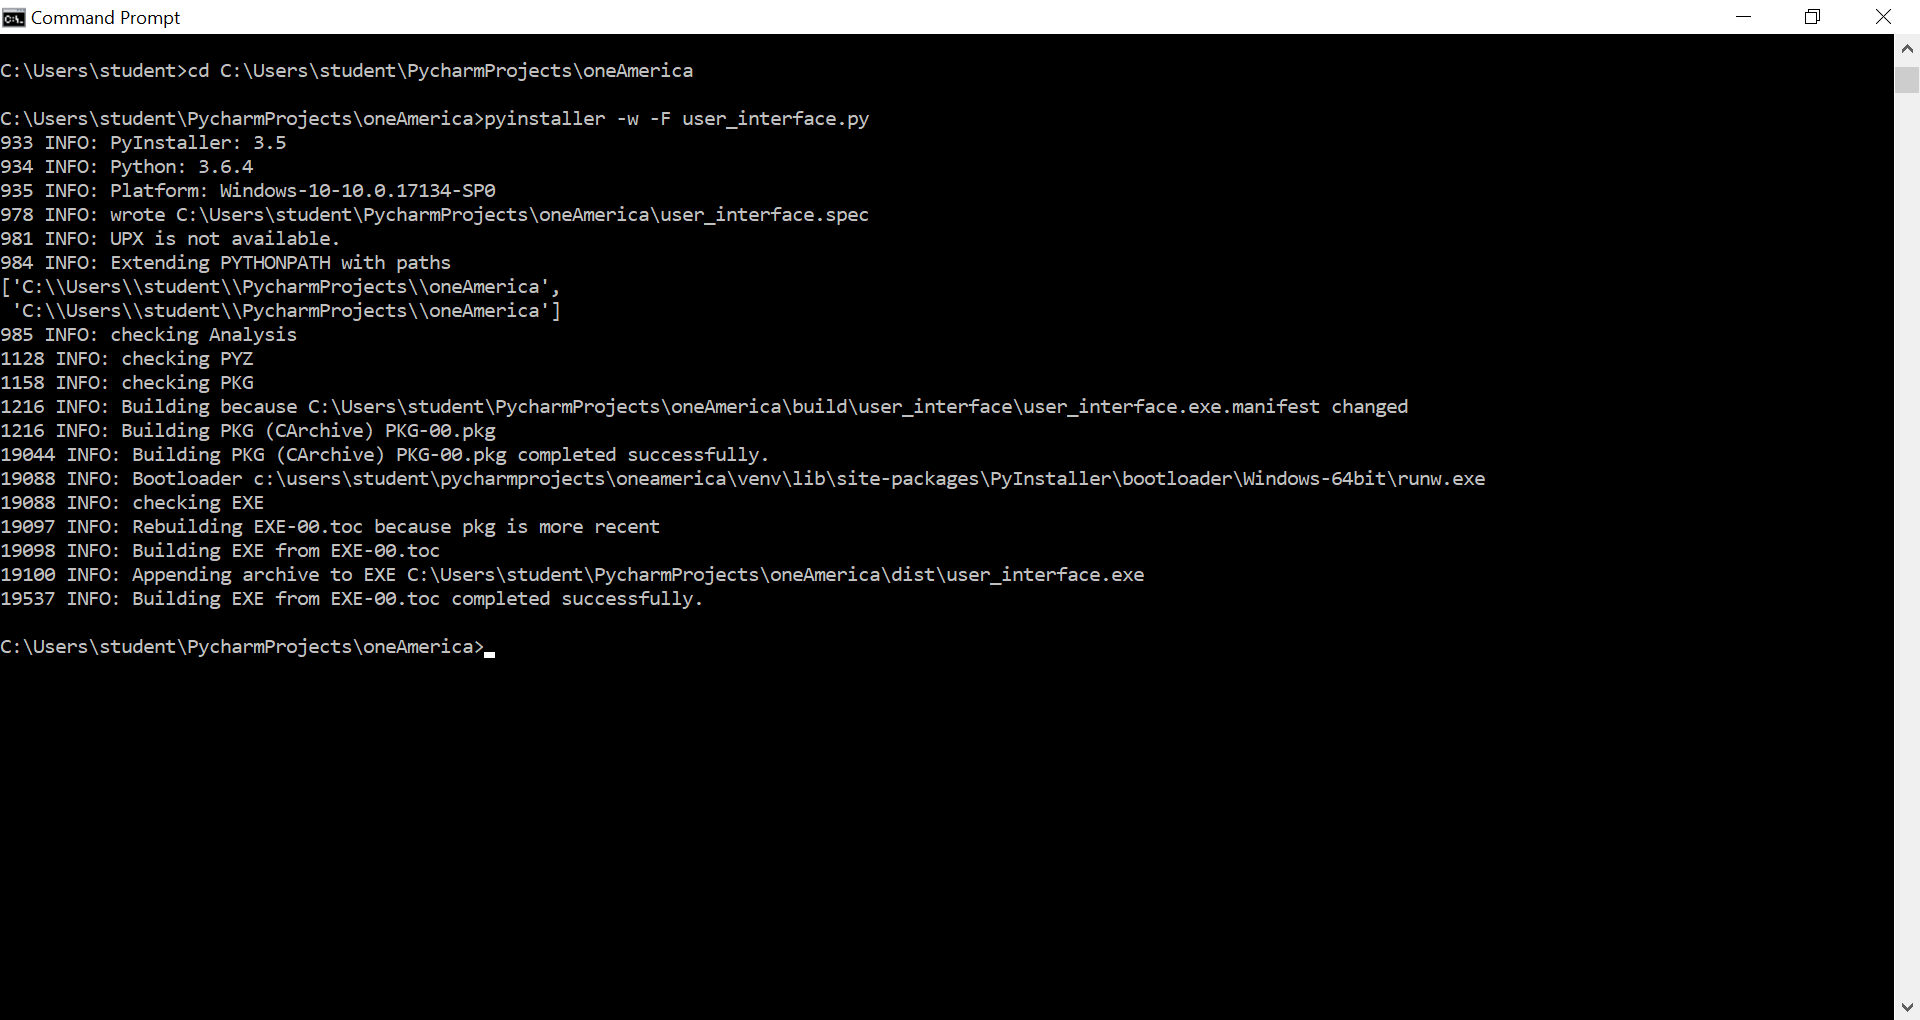 Command Prompt
C:\Users\student>cd C:\Users\student\PycharmProjects\oneAmerica
C:\Users\student\PycharmProjects\oneAmerica>pyinstaller -w -F user_interface.py
933 INFO: PyInstaller: 3.5
934 INFO: Python: 3.6.4
935 INFO: Platform: Windows-10-10.0.17134-SP0
978 INFO: wrote C:\Users\student\PycharmProjects\oneAmerica\user_interface.spec
981 INFO: UPX is not available.
984 INFO: Extending PYTHONPATH with paths
['C:\\Users\\student\\PycharmProjects\\oneAmerica',
 'C:\\Users\\student\\PycharmProjects\\oneAmerica']
985 INFO: checking Analysis
1128 INFO: checking PYZ
1158 INFO: checking PKG
1216 INFO: Building because C:\Users\student\PycharmProjects\oneAmerica\build\user_interface\user_interface.exe.manifest changed
1216 INFO: Building PKG (CArchive) PKG-00.pkg
19044 INFO: Building PKG (CArchive) PKG-00.pkg completed successfully.
19088 INFO: Bootloader c:\users\student\pycharmprojects\oneamerica\venv\lib\site-packages\PyInstaller\bootloader\Windows-64bit\runw.exe
19088 INFO: checking EXE
19097 INFO: Rebuilding EXE-00.toc because pkg is more recent
19098 INFO: Building EXE from EXE-00.toc
19100 INFO: Appending archive to EXE C:\Users\student\PycharmProjects\oneAmerica\dist\user_interface.exe
19537 INFO: Building EXE from EXE-00.toc completed successfully.
C:\Users\student\PycharmProjects\oneAmerica>